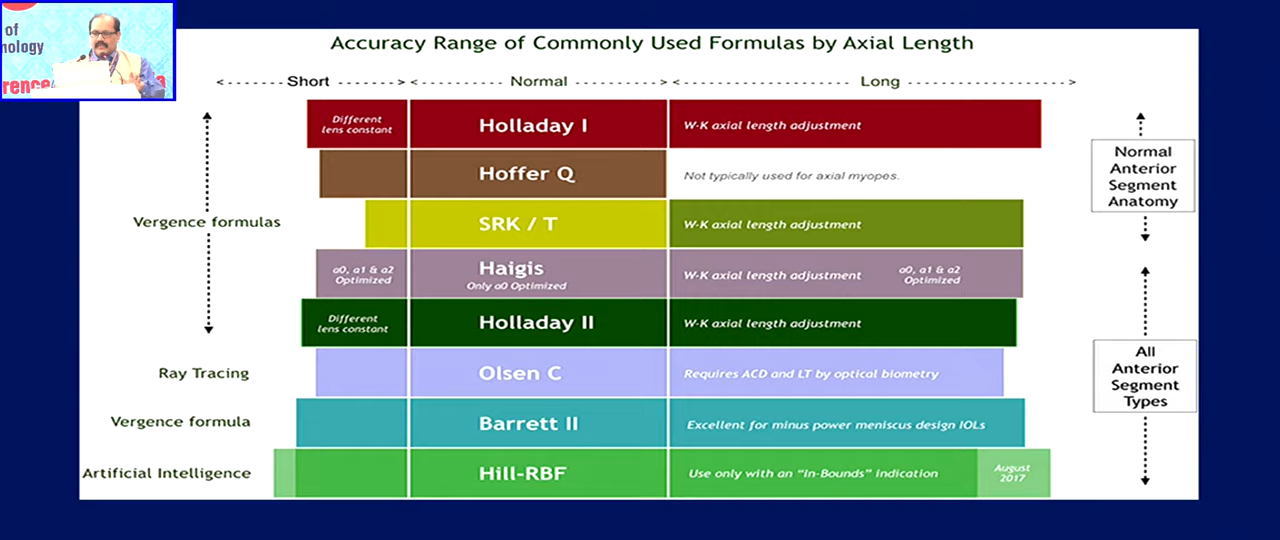 of
nology
rence
Accuracy Range of Commonly Used Formulas by Axial Length
Short
Normal
Long
Different
lens constant
Holladay I
W-K axial length adjustment
Hoffer Q
Not typically used for axial myopes.
SRK / T
W-K axial length adjustment
a0, a1 & a2
Optimized
Haigis
Only a0 Optimized
W-K axial length adjustment
a0, a1 & a2
Optimized
Different
lens constant
Holladay II
W-K axial length adjustment
Olsen C
Requires ACD and LT by optical biometry
Barrett II
Excellent for minus power meniscus design IOLs
Hill-RBF
Use only with an “In-Bounds” indication
August
2017
Vergence formulas
Ray Tracing
Vergence formula
Artificial Intelligence
Normal
Anterior
Segment
Anatomy
All
Anterior
Segment
Types